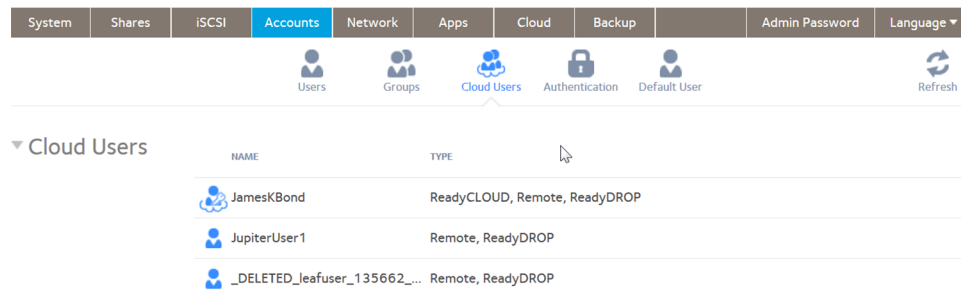 System Shares iSCSI Accounts Network Apps Cloud Backup Admin Password Language
Users Groups Cloud Users Authentication Default User Refresh
Cloud Users
NAME TYPE
JamesKBond ReadyCLOUD, Remote, ReadyDROP
JupiterUser1 Remote, ReadyDROP
_DELETED_leafuser_135662_... Remote, ReadyDROP